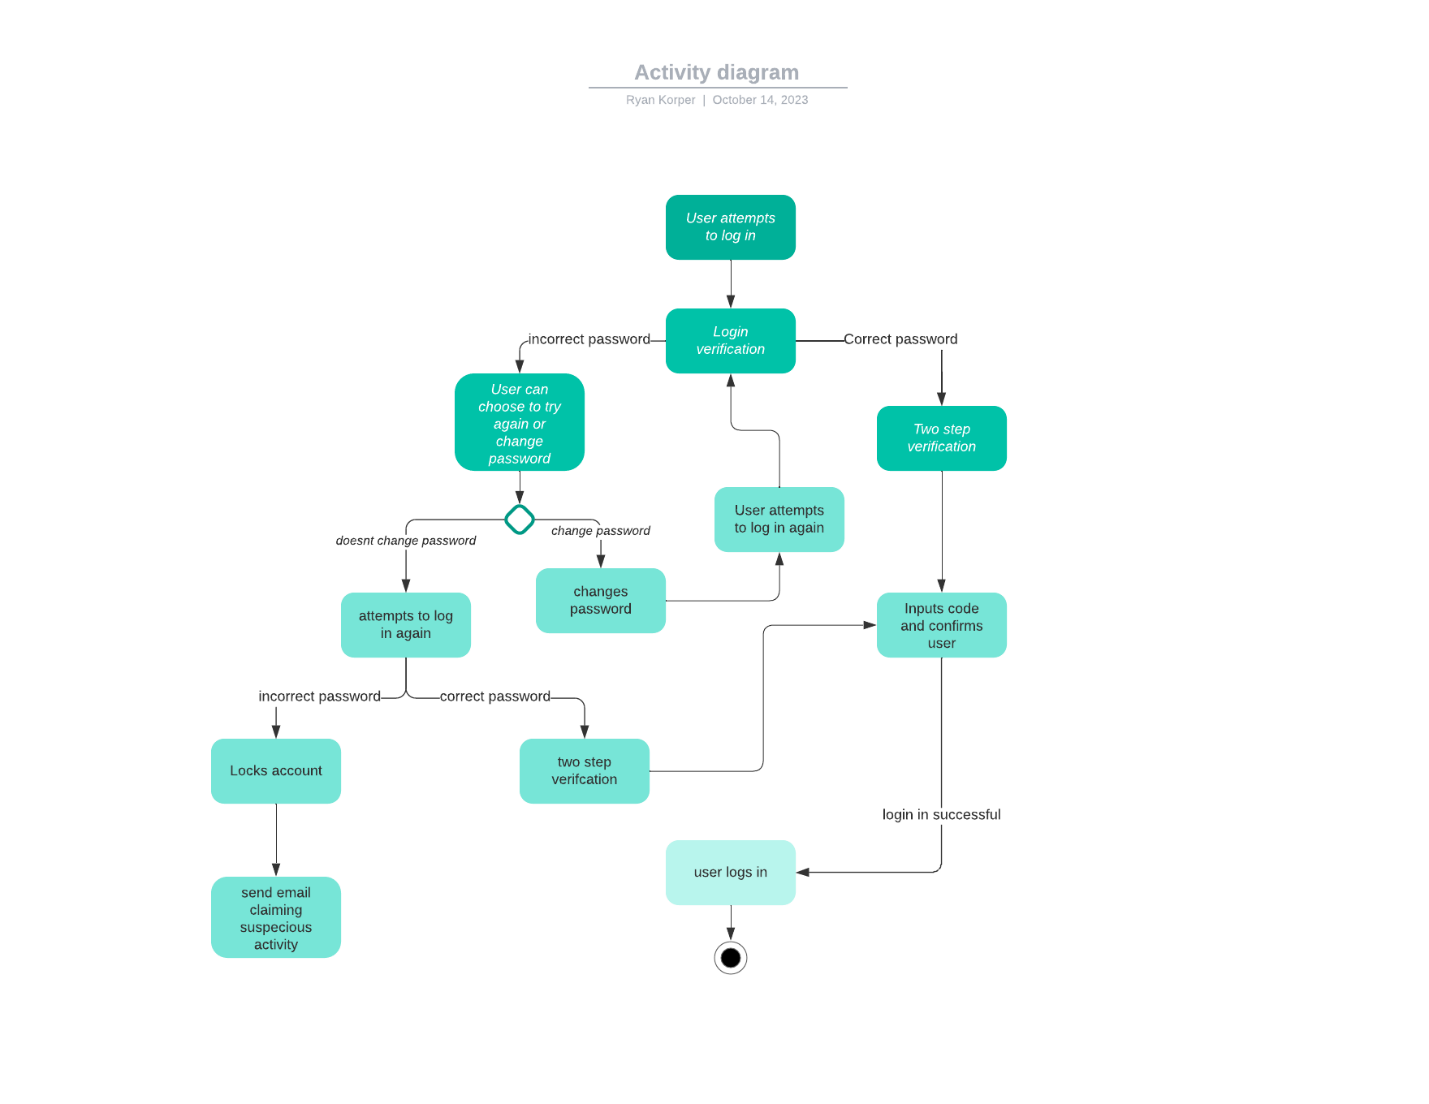 Activity diagram
Ryan Korper | October 14, 2023
User attempts
to log in
Login
verification
incorrect password
Correct password
User can
choose to try
again or
change
password
Two step
verification
User attempts
to log in again
doesnt change password
change password
changes
password
attempts to log
in again
Inputs code
and confirms
user
incorrect password
correct password
Locks account
two step
verifcation
login in successful
user logs in
send email
claiming
suspecious
activity